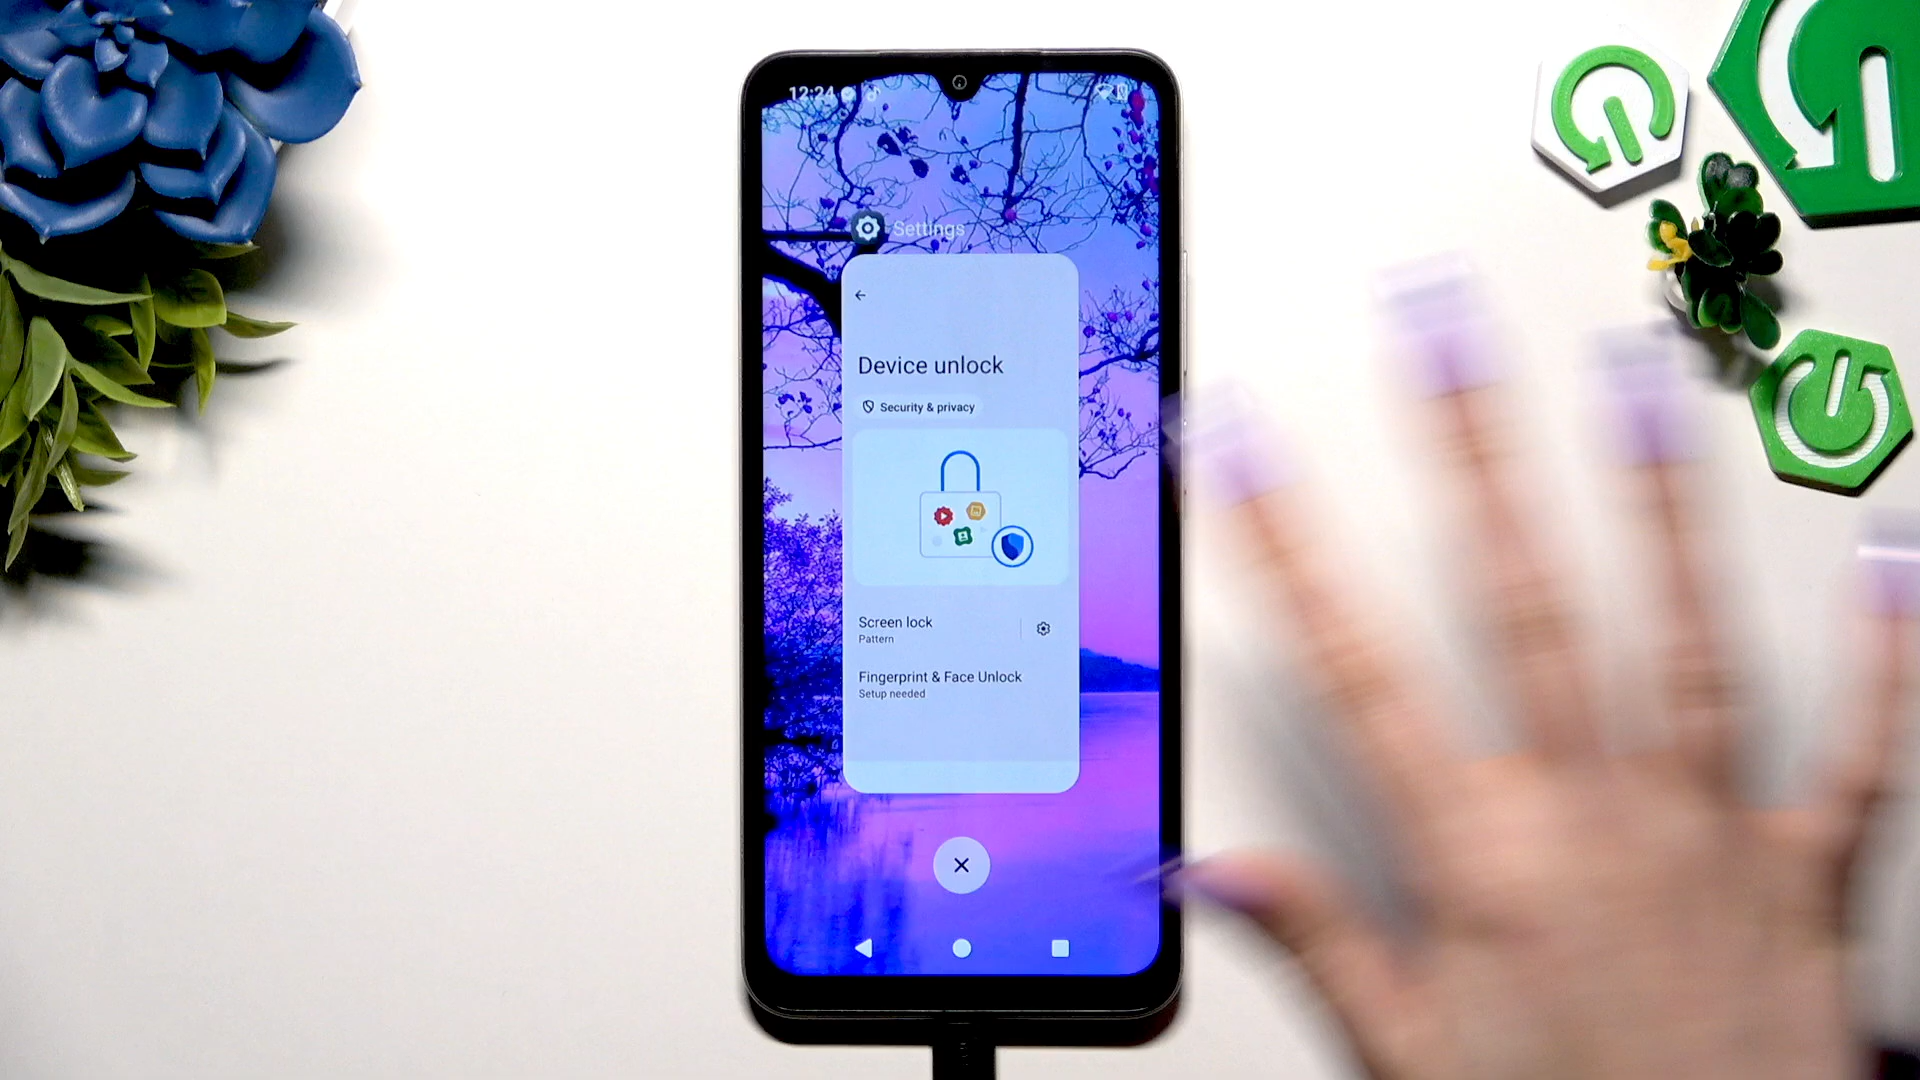 12:24
Settings
Device unlock
Security & privacy
Screen lock
Pattern
Fingerprint & Face Unlock
Setup needed